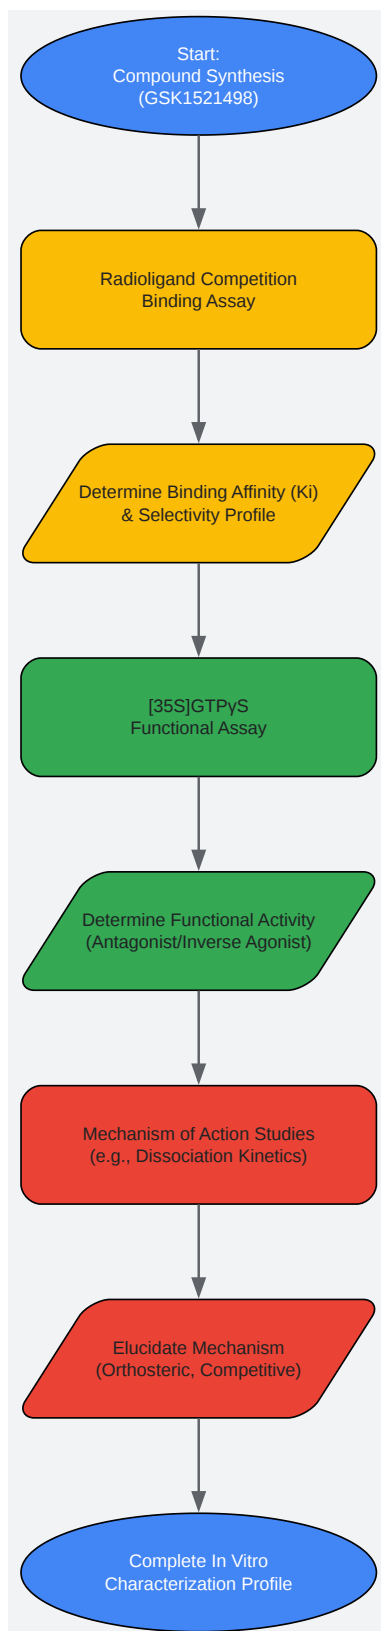 Start:
Compound Synthesis
(GSK1521498)
Radioligand Competition
Binding Assay
Determine Binding Affinity (Ki)
& Selectivity Profile
[35S]GTPγS
Functional Assay
Determine Functional Activity
(Antagonist/Inverse Agonist)
Mechanism of Action Studies
(e.g., Dissociation Kinetics)
Elucidate Mechanism
(Orthosteric, Competitive)
Complete In Vitro
Characterization Profile